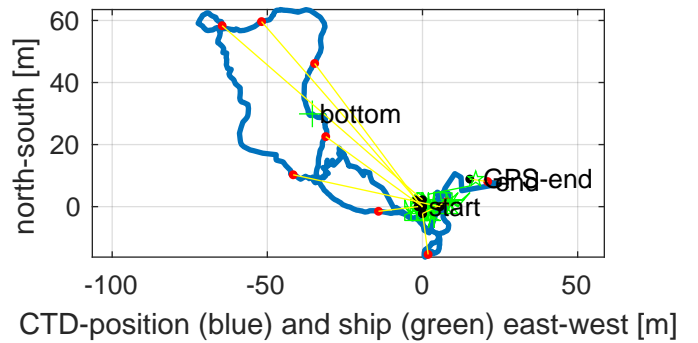 60
40
20
0
north-south [m]
bottom
GPS-end
end
start
-100
-50
0
50
CTD-position (blue) and ship (green) east-west [m]